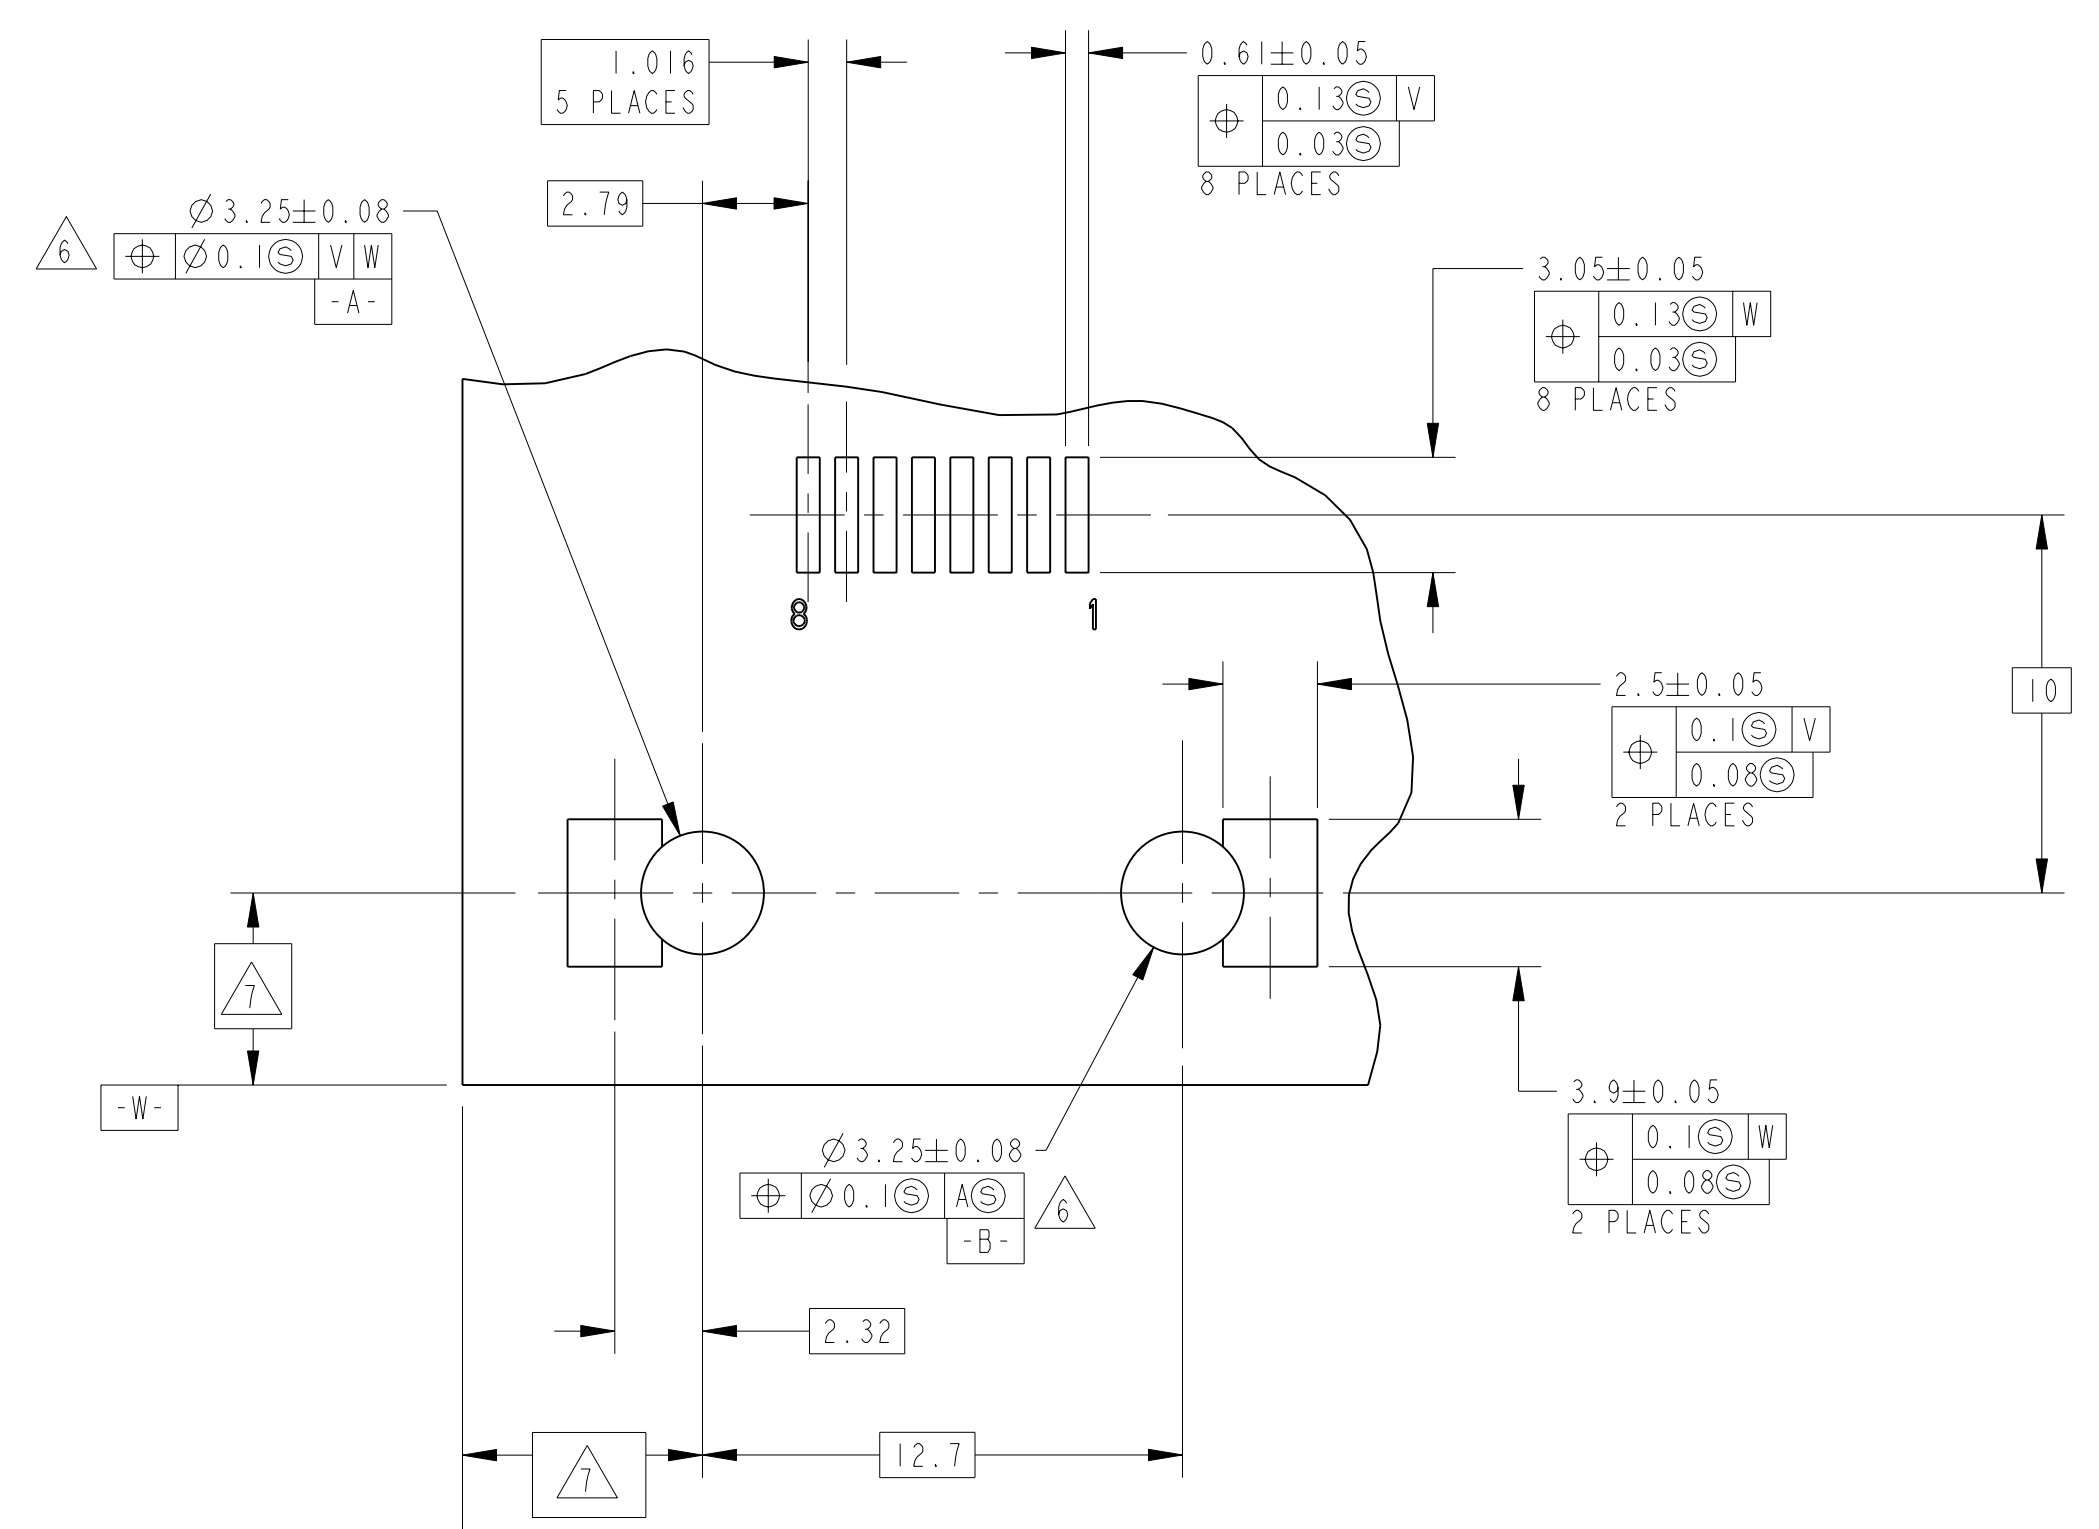 1.016
5 PLACES
0.61±0.05
⌖ 0.13Ⓢ V
0.03Ⓢ
8 PLACES
2.79
Ø3.25±0.08
6 ⌖ Ø0.1Ⓢ V W
-A-
3.05±0.05
⌖ 0.13Ⓢ W
0.03Ⓢ
8 PLACES
8 1
2.5±0.05
⌖ 0.1Ⓢ V
0.08Ⓢ
2 PLACES
10
7
-W-
3.9±0.05
⌖ 0.1Ⓢ W
0.08Ⓢ
2 PLACES
Ø3.25±0.08
⌖ Ø0.1Ⓢ AⓈ 6
-B-
2.32
7
12.7